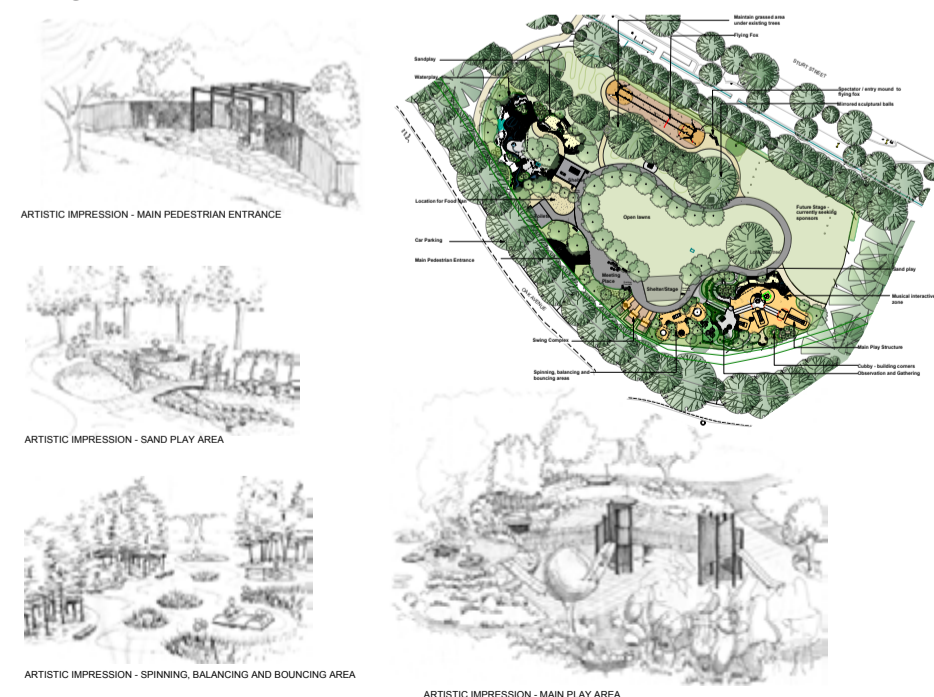 Maintain grassed area
under existing trees
Flying Fox
STURT STREET
Sandplay
Waterplay
Spectator / entry mound to
flying fox
Mirrored sculptural balls
ARTISTIC IMPRESSION - MAIN PEDESTRIAN ENTRANCE
Location for Food Van
Open lawns
Future Stage -
currently seeking
sponsors
Car Parking
Main Pedestrian Entrance
Meeting
Place
Shelter/Stage
Sand play
OAK AVENUE
Musical interactive
zone
Swing Complex
Main Play Structure
Cubby - building corners
Spinning, balancing and
bouncing areas
Observation and Gathering
ARTISTIC IMPRESSION - SAND PLAY AREA
ARTISTIC IMPRESSION - SPINNING, BALANCING AND BOUNCING AREA
ARTISTIC IMPRESSION - MAIN PLAY AREA